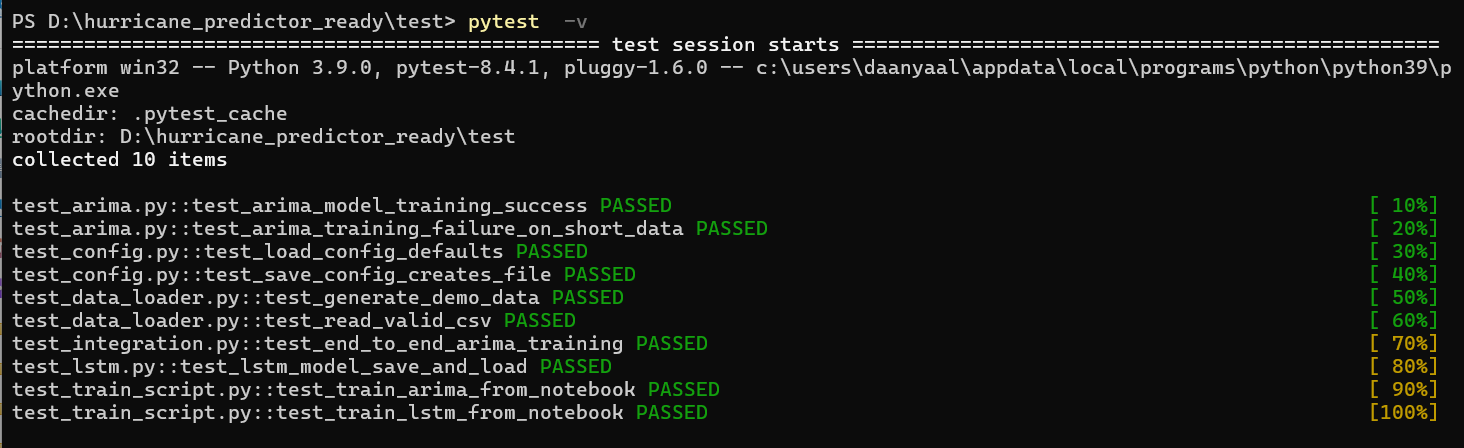 PS D:\hurricane_predictor_ready\test> pytest  -v
================================================= test session starts =================================================
platform win32 -- Python 3.9.0, pytest-8.4.1, pluggy-1.6.0 -- c:\users\daanyaal\appdata\local\programs\python\python39\p
ython.exe
cachedir: .pytest_cache
rootdir: D:\hurricane_predictor_ready\test
collected 10 items
test_arima.py::test_arima_model_training_success PASSED [ 10%]
test_arima.py::test_arima_training_failure_on_short_data PASSED [ 20%]
test_config.py::test_load_config_defaults PASSED [ 30%]
test_config.py::test_save_config_creates_file PASSED [ 40%]
test_data_loader.py::test_generate_demo_data PASSED [ 50%]
test_data_loader.py::test_read_valid_csv PASSED [ 60%]
test_integration.py::test_end_to_end_arima_training PASSED [ 70%]
test_lstm.py::test_lstm_model_save_and_load PASSED [ 80%]
test_train_script.py::test_train_arima_from_notebook PASSED [ 90%]
test_train_script.py::test_train_lstm_from_notebook PASSED [100%]